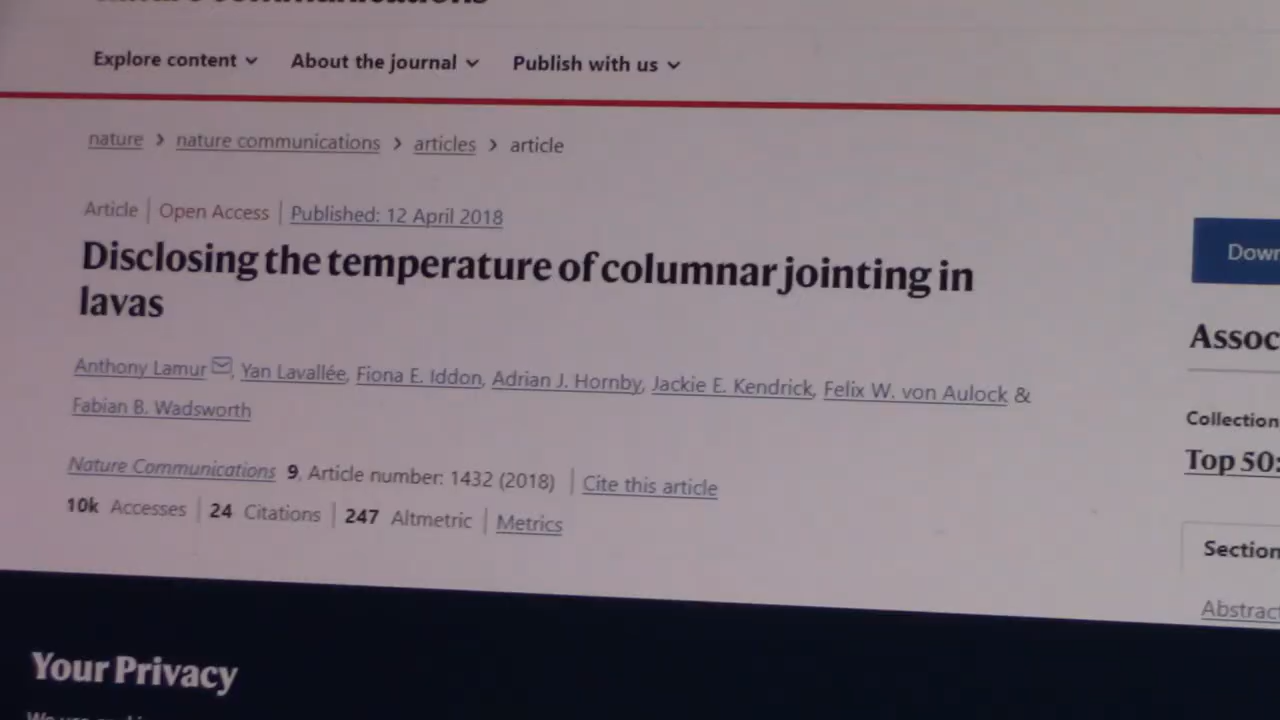 Explore content About the journal Publish with us
nature > nature communications > articles > article
Article | Open Access | Published: 12 April 2018
Disclosing the temperature of columnar jointing in
lavas
Anthony Lamur, Yan Lavallée, Fiona E. Iddon, Adrian J. Hornby, Jackie E. Kendrick, Felix W. von Aulock &
Fabian B. Wadsworth
Nature Communications 9, Article number: 1432 (2018) | Cite this article
10k Accesses | 24 Citations | 247 Altmetric | Metrics
Collection
Top 50:
Section
Abstract
Your Privacy